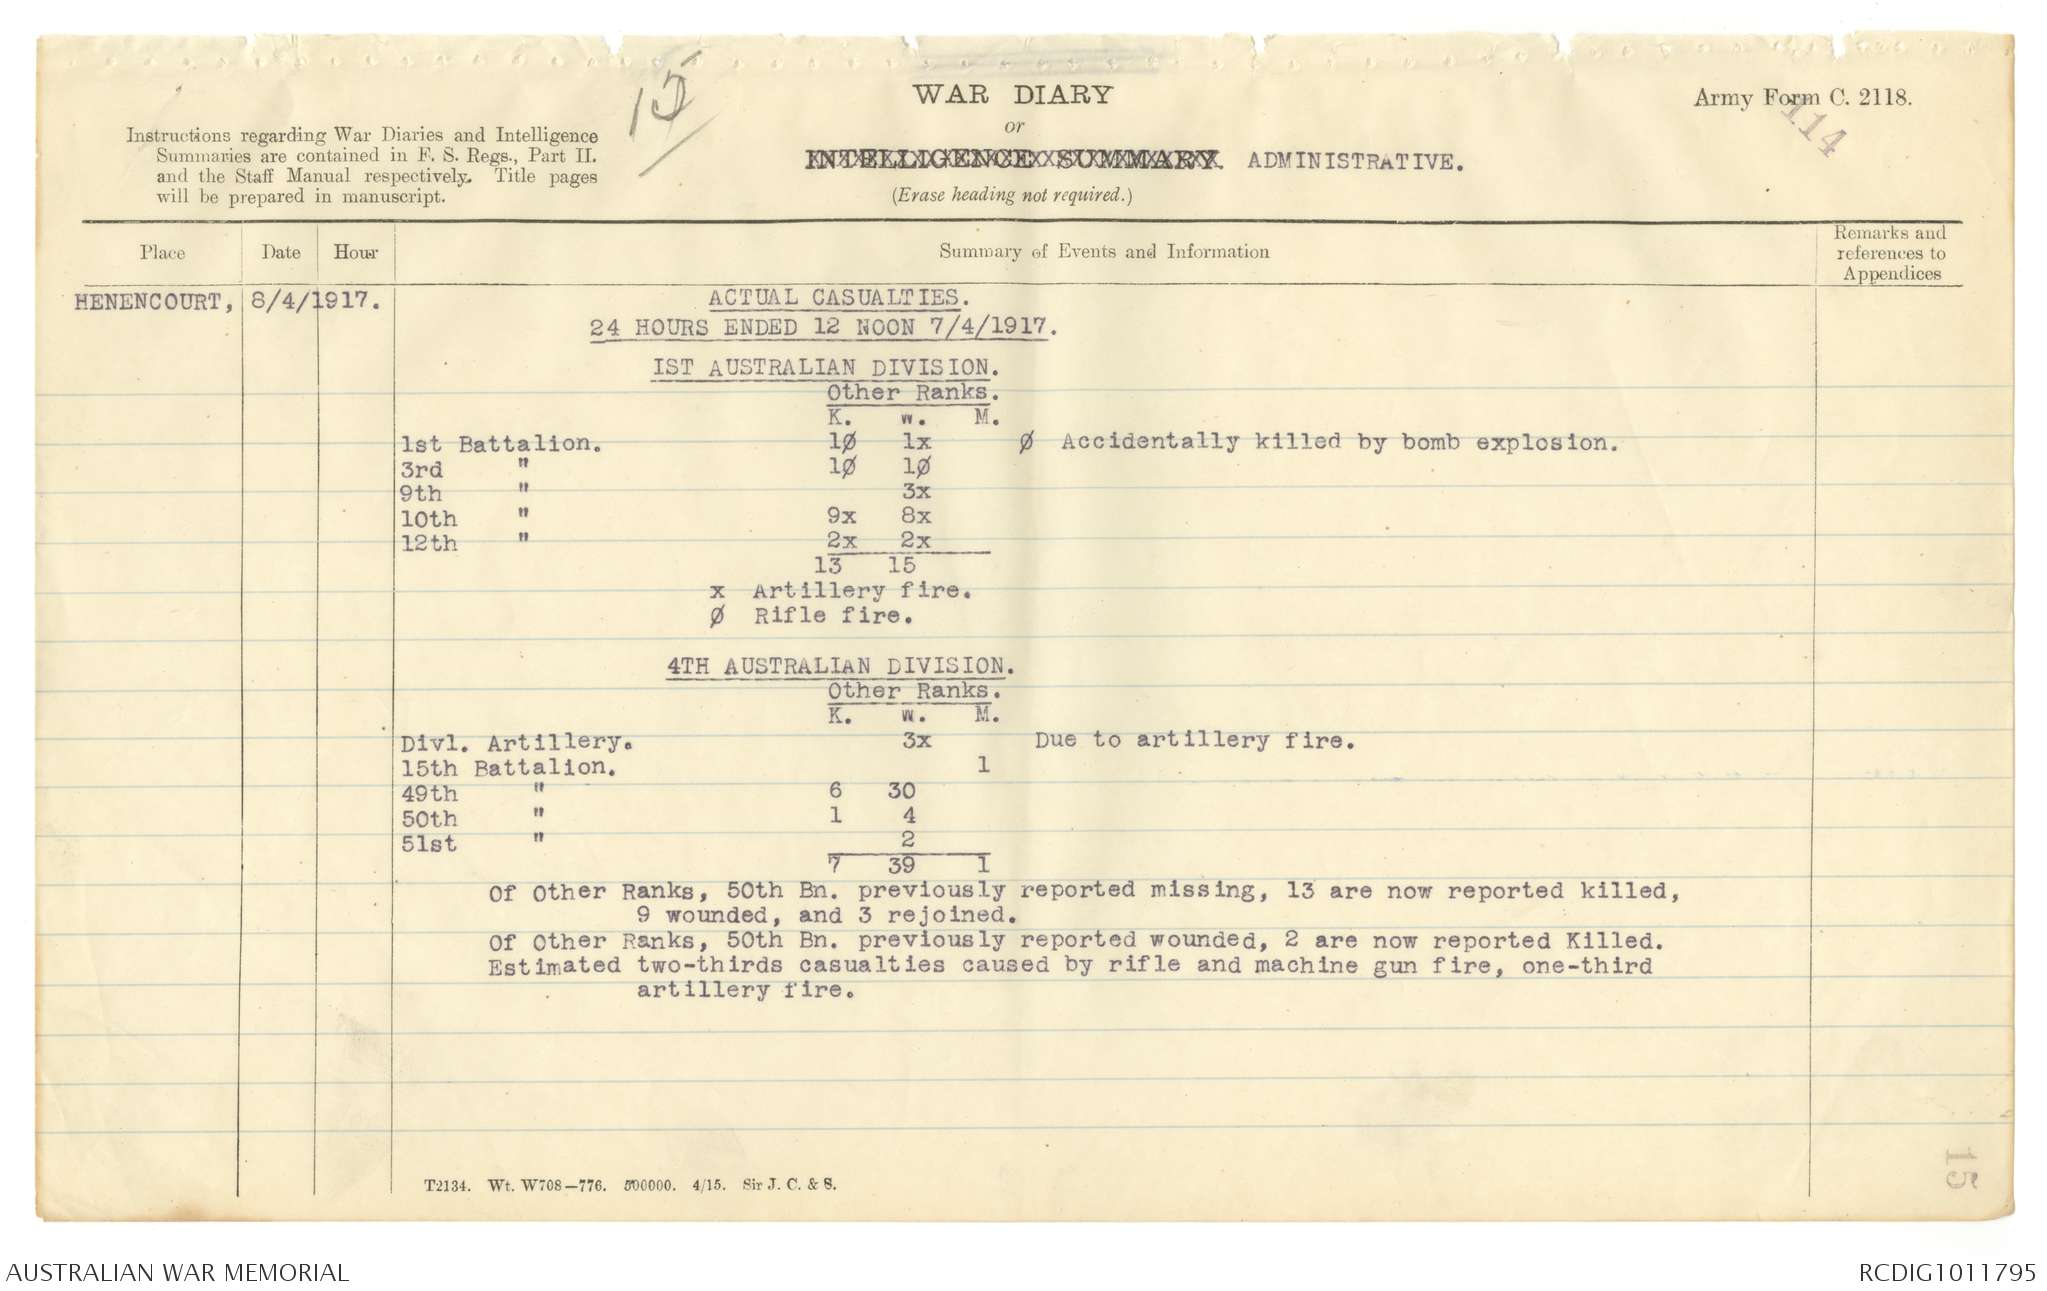 15
WAR DIARY
or
INTELLIGENCE SUMMARY. ADMINISTRATIVE.
(Erase heading not required.)
Army Form C. 2118.
114
Instructions regarding War Diaries and Intelligence
Summaries are contained in F. S. Regs., Part II.
and the Staff Manual respectively. Title pages
will be prepared in manuscript.
Place Date Hour Summary of Events and Information Remarks and
references to
Appendices
HENENCOURT, 8/4/1917. ACTUAL CASUALTIES.
24 HOURS ENDED 12 NOON 7/4/1917.
IST AUSTRALIAN DIVISION.
Other Ranks.
K. W. M.
1st Battalion. 1Ø 1x Ø Accidentally killed by bomb explosion.
3rd " 1Ø 1Ø
9th " 3x
10th " 9x 8x
12th " 2x 2x
13 15
x Artillery fire.
Ø Rifle fire.
4TH AUSTRALIAN DIVISION.
Other Ranks.
K. W. M.
Divl. Artillery. 3x Due to artillery fire.
15th Battalion. 1
49th " 6 30
50th " 1 4
51st " 2
7 39 1
Of Other Ranks, 50th Bn. previously reported missing, 13 are now reported killed,
9 wounded, and 3 rejoined.
Of Other Ranks, 50th Bn. previously reported wounded, 2 are now reported Killed.
Estimated two-thirds casualties caused by rifle and machine gun fire, one-third
artillery fire.
T2134. Wt. W708—776. 500000. 4/15. Sir J. C. & S.
15
AUSTRALIAN WAR MEMORIAL
RCDIG1011795